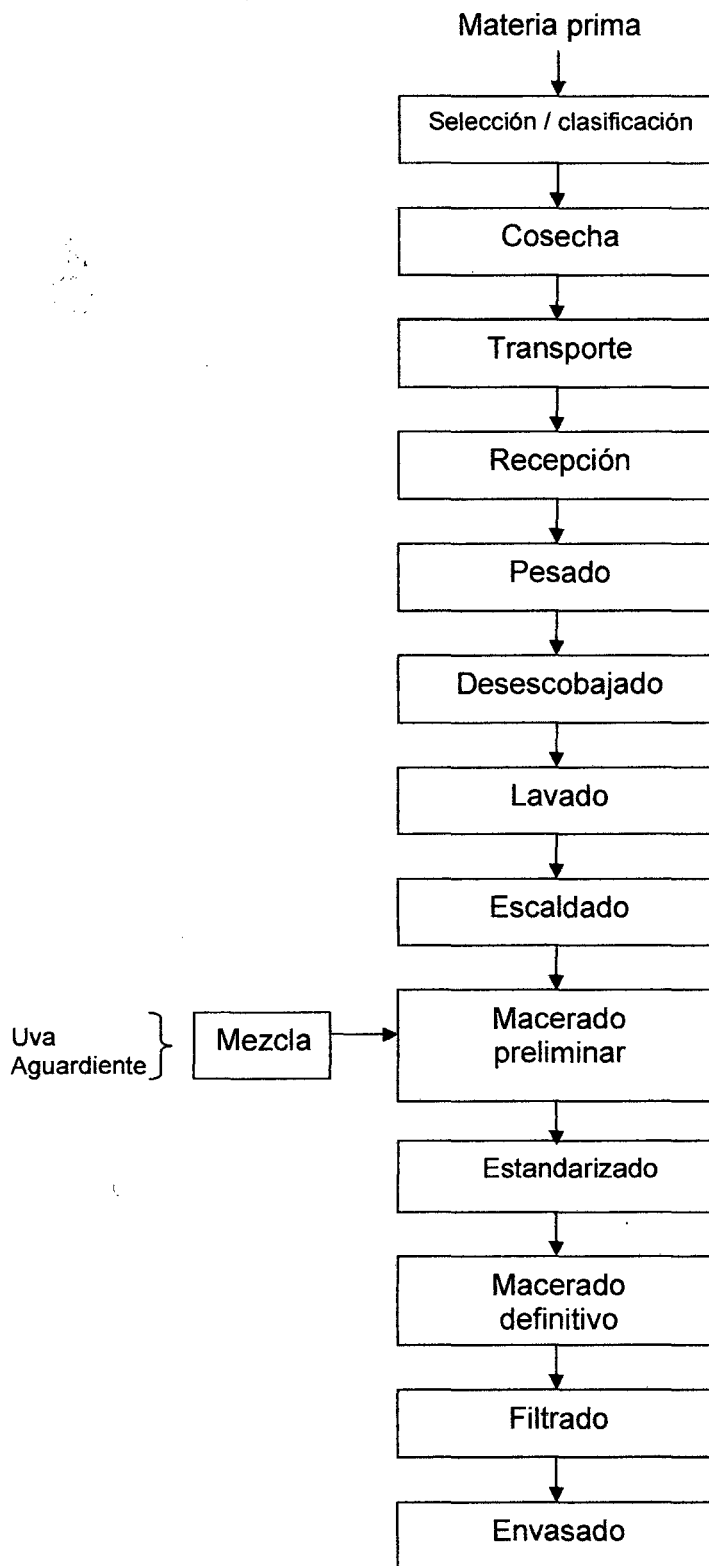 Materia prima
Selección / clasificación
Cosecha
Transporte
Recepción
Pesado
Desescobajado
Lavado
Escaldado
Uva
Aguardiente
Mezcla
Macerado
preliminar
Estandarizado
Macerado
definitivo
Filtrado
Envasado